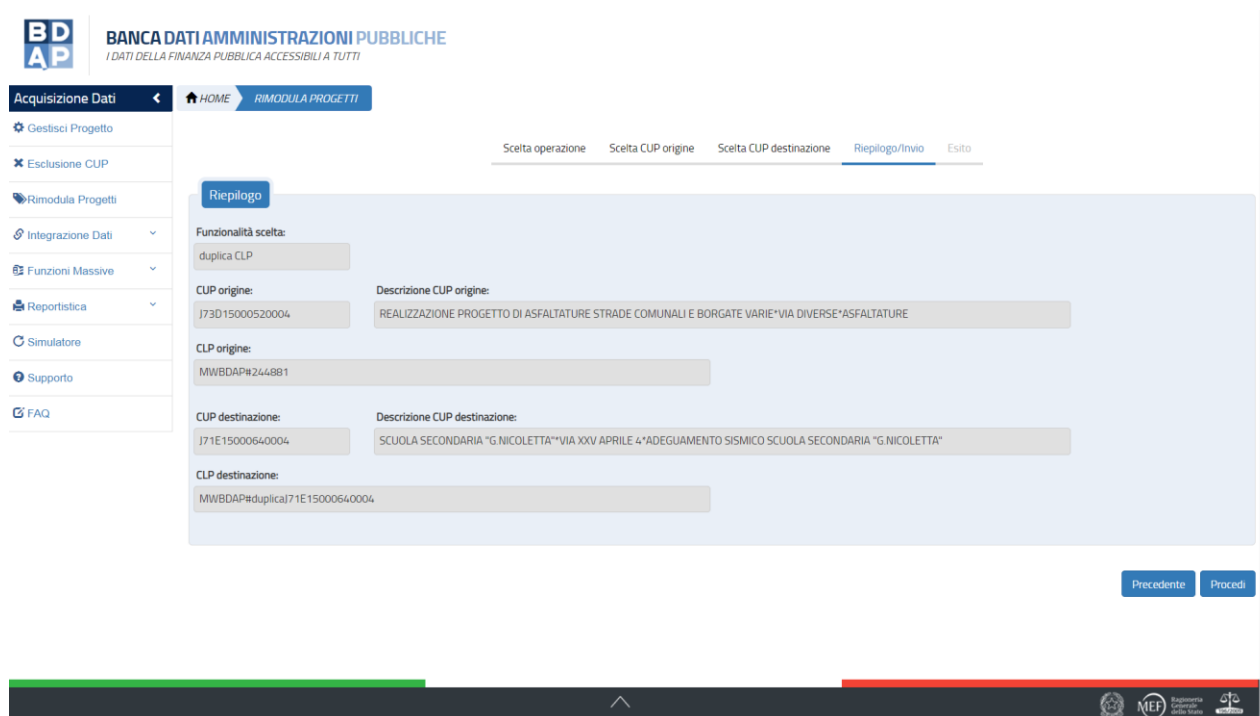 BD
AP
BANCA DATI AMMINISTRAZIONI PUBBLICHE
I DATI DELLA FINANZA PUBBLICA ACCESSIBILI A TUTTI
Acquisizione Dati
HOME
RIMODULA PROGETTI
Gestisci Progetto
Esclusione CUP
Rimodula Progetti
Integrazione Dati
Funzioni Massive
Reportistica
Simulatore
Supporto
FAQ
Scelta operazione
Scelta CUP origine
Scelta CUP destinazione
Riepilogo/Invio
Esito
Riepilogo
Funzionalità scelta:
duplica CLP
CUP origine:
Descrizione CUP origine:
J73D15000520004
REALIZZAZIONE PROGETTO DI ASFALTATURE STRADE COMUNALI E BORGATE VARIE*VIA DIVERSE*ASFALTATURE
CLP origine:
MWBDAP#244881
CUP destinazione:
Descrizione CUP destinazione:
J71E15000640004
SCUOLA SECONDARIA "G.NICOLETTA"*VIA XXV APRILE 4*ADEGUAMENTO SISMICO SCUOLA SECONDARIA "G.NICOLETTA"
CLP destinazione:
MWBDAP#duplicaJ71E15000640004
Precedente
Procedi
MEF
Ragioneria
Generale
dello Stato